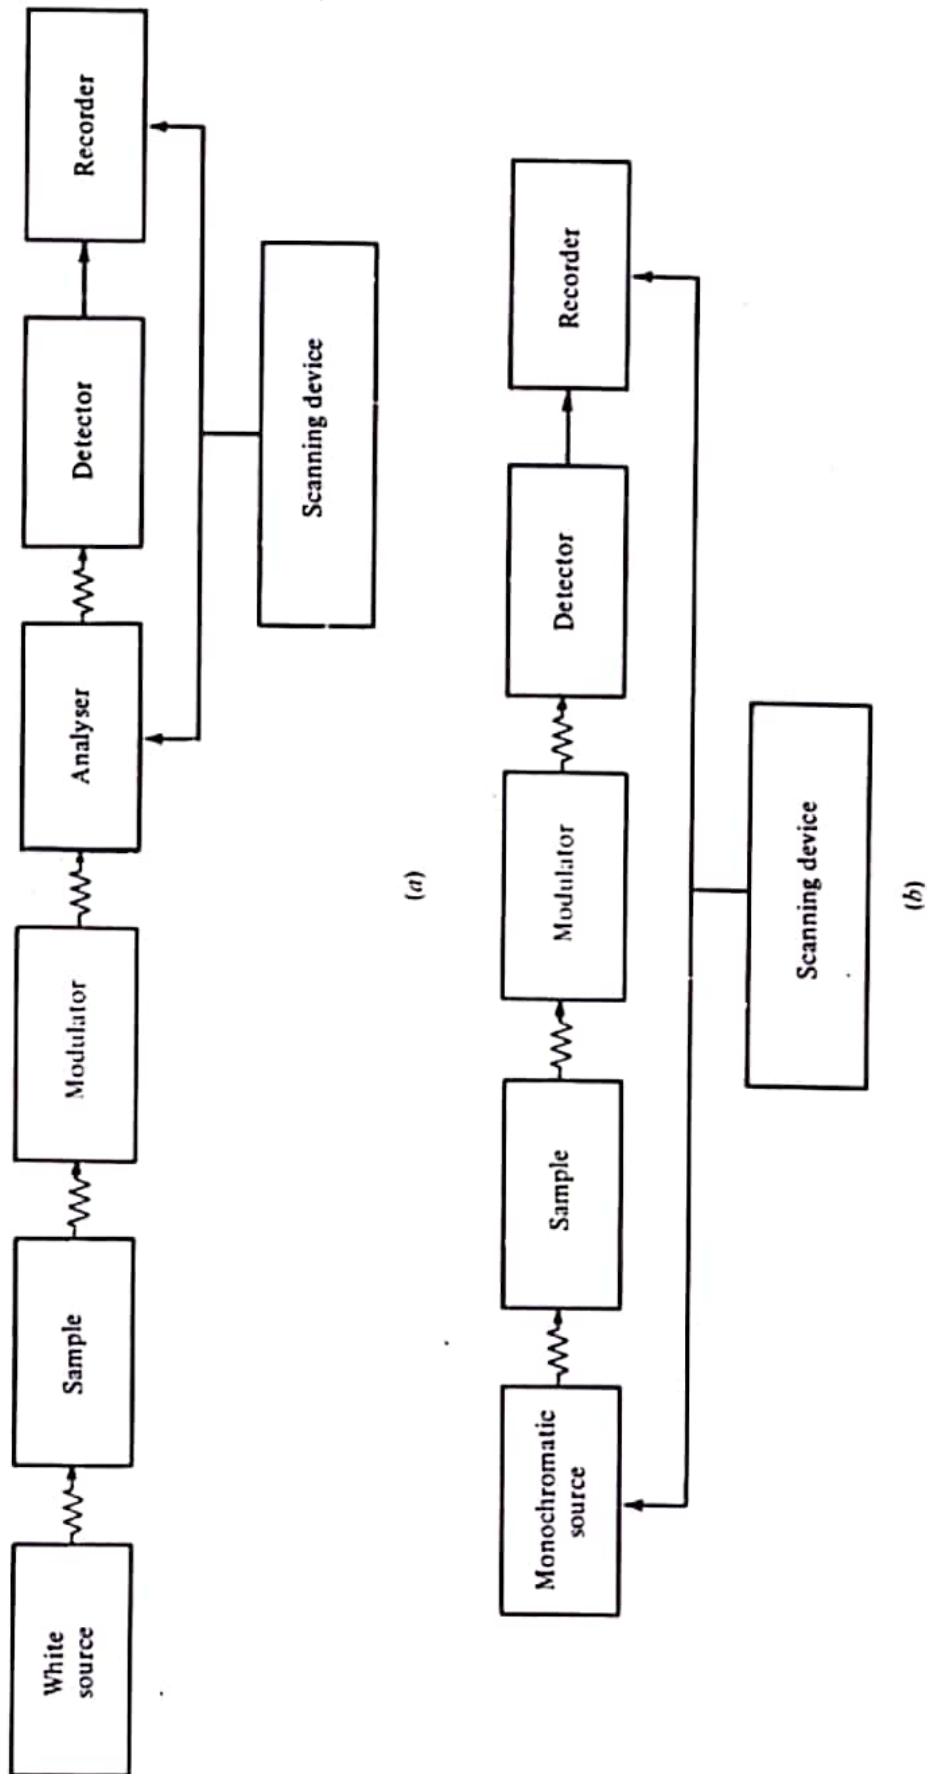 White
source
Sample
Modulator
Analyser
Detector
Recorder
Scanning device
(a)
Monochromatic
source
Sample
Modulator
Detector
Recorder
Scanning device
(b)